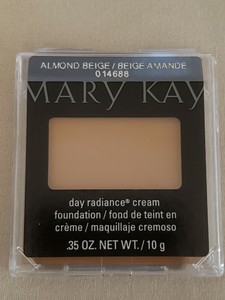 ALMOND BEIGE / BEIGE AMANDE
014688
MARY KAY
day radiance® cream
foundation / fond de teint en
crème / maquillaje cremoso
.35 OZ. NET WT. / 10 g